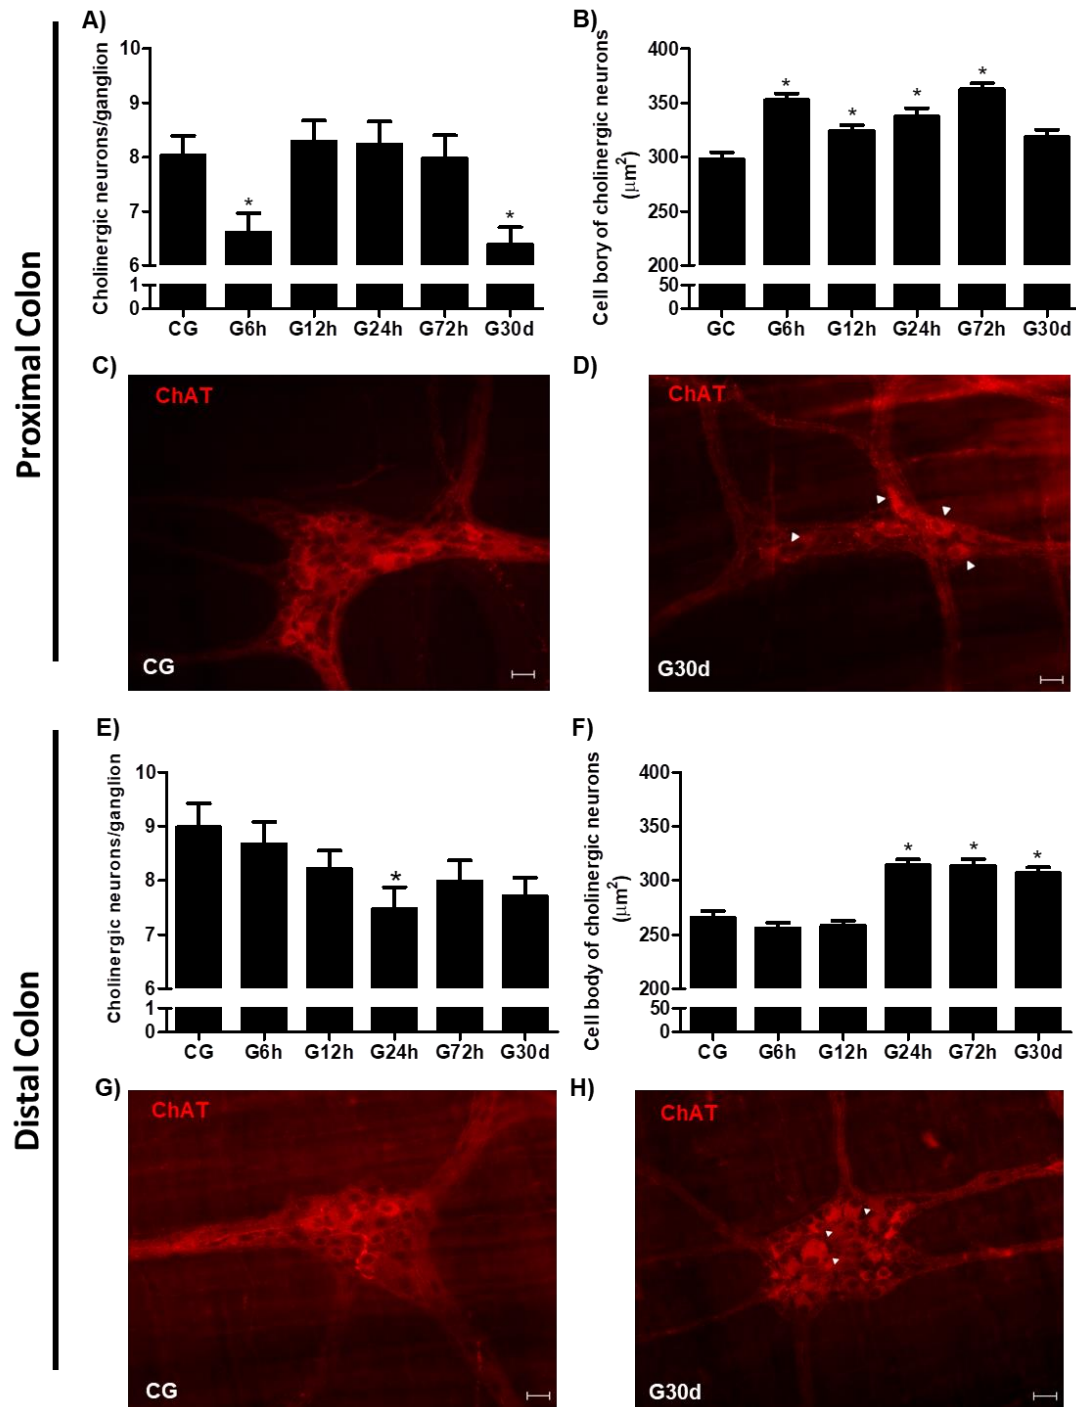 Proximal Colon
A)
Cholinergic neurons/ganglion
10
9
8
7
6
1
0
*
*
CG G6h G12h G24h G72h G30d
B)
Cell bory of cholinergic neurons
(μm²)
400
350
300
250
200
50
0
*
*
*
*
GC G6h G12h G24h G72h G30d
C)
ChAT
CG
D)
ChAT
G30d
Distal Colon
E)
Cholinergic neurons/ganglion
10
9
8
7
6
1
0
*
CG G6h G12h G24h G72h G30d
F)
Cell body of cholinergic neurons
(μm²)
400
350
300
250
200
50
0
*
*
*
CG G6h G12h G24h G72h G30d
G)
ChAT
CG
H)
ChAT
G30d